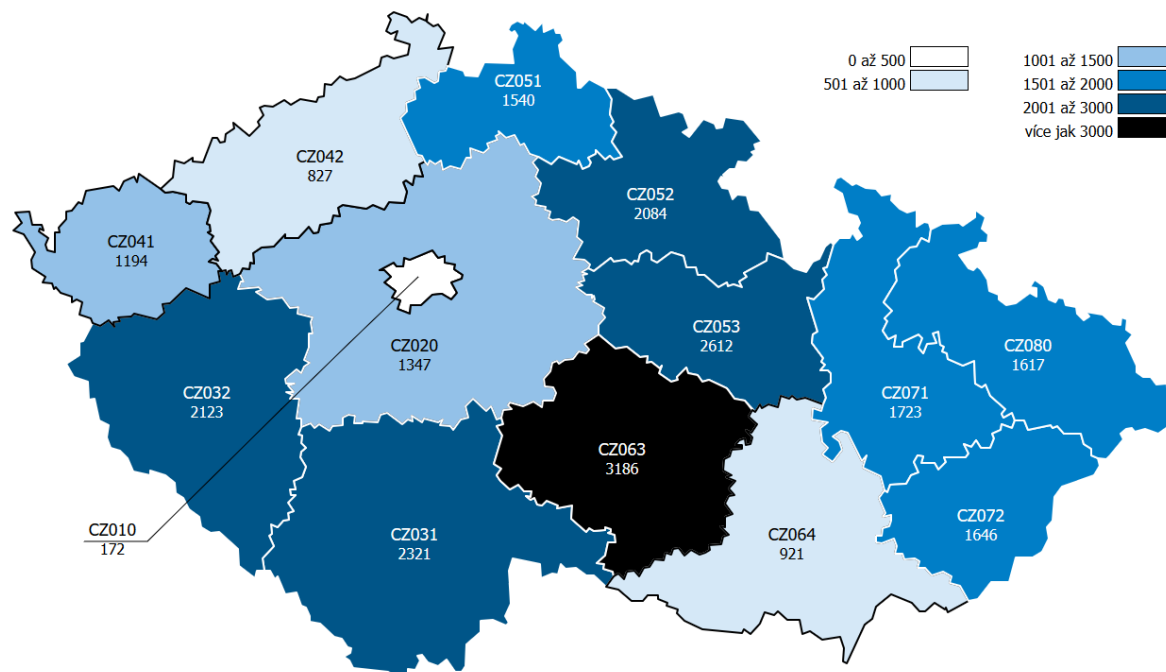 0 až 500
501 až 1000
1001 až 1500
1501 až 2000
2001 až 3000
více jak 3000
CZ051
1540
CZ042
827
CZ052
2084
CZ041
1194
CZ020
1347
CZ053
2612
CZ080
1617
CZ032
2123
CZ071
1723
CZ063
3186
CZ010
172
CZ031
2321
CZ064
921
CZ072
1646